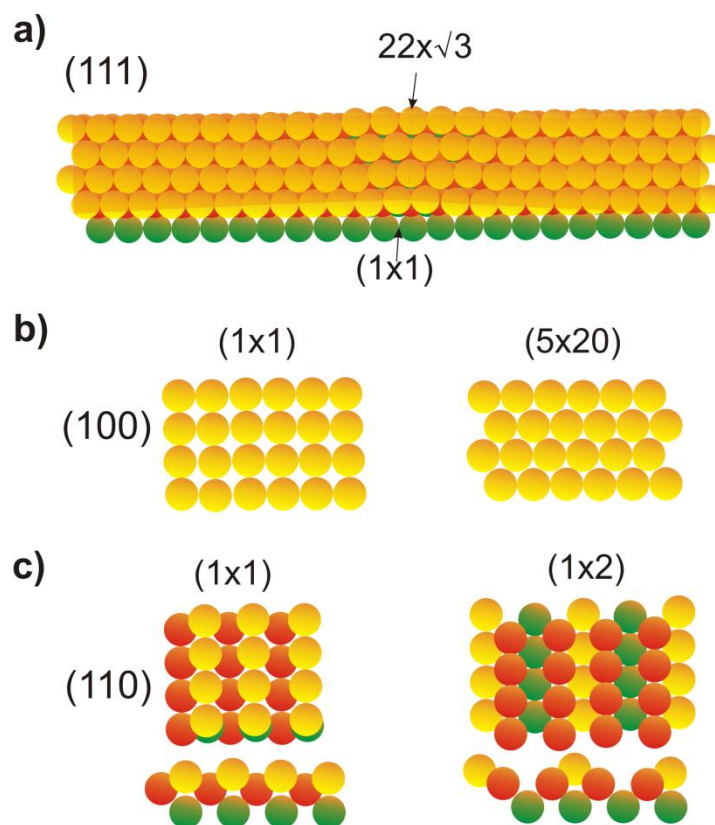 a)
22x√3
(111)
(1x1)
b)
(1x1)
(5x20)
(100)
c)
(1x1)
(1x2)
(110)